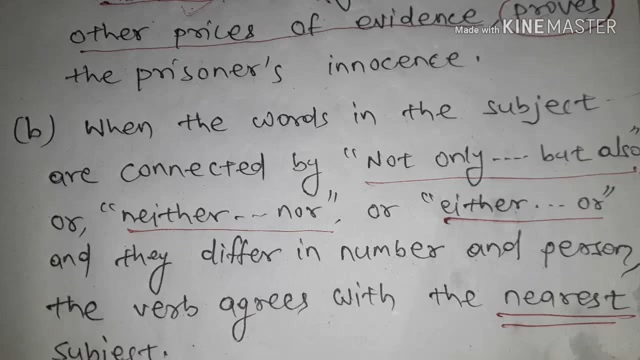 other prices of evidence, proves
Made with KINEMASTER
the prisoner's innocence.
(b) When the words in the subject
are connected by "Not only---- but also"
or, "neither---- nor", or "either... or"
and they differ in number and person,
the verb agrees with the nearest
subject.